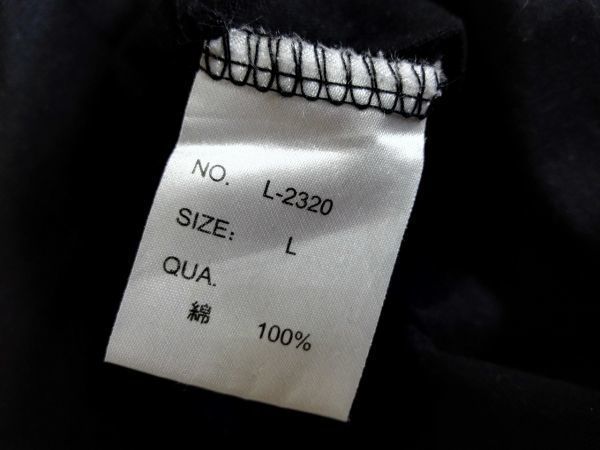 NO. L-2320
SIZE: L
QUA.
綿 100%